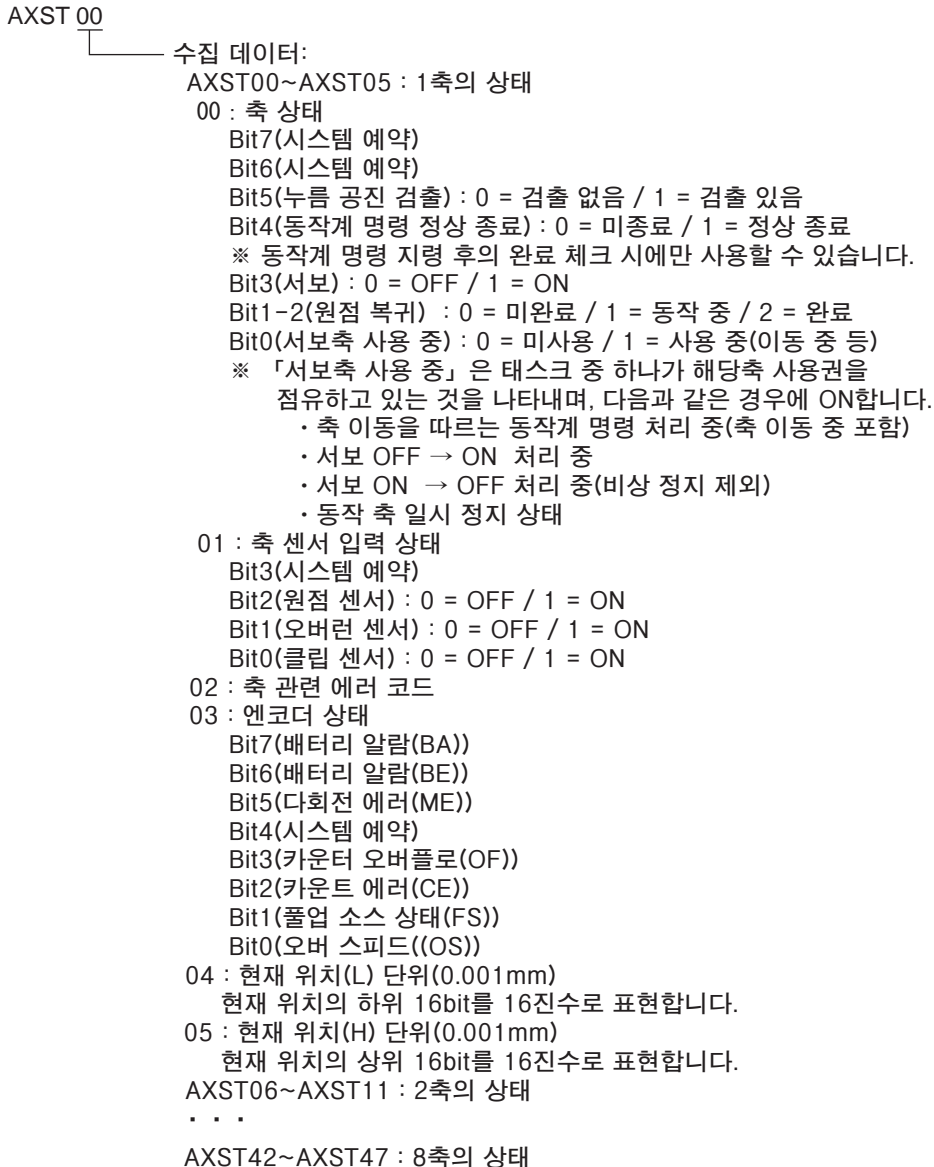 AXST 00
수집 데이터:
AXST00~AXST05 : 1축의 상태
00 : 축 상태
Bit7(시스템 예약)
Bit6(시스템 예약)
Bit5(누름 공진 검출) : 0 = 검출 없음 / 1 = 검출 있음
Bit4(동작계 명령 정상 종료) : 0 = 미종료 / 1 = 정상 종료
※ 동작계 명령 지령 후의 완료 체크 시에만 사용할 수 있습니다.
Bit3(서보) : 0 = OFF / 1 = ON
Bit1-2(원점 복귀) : 0 = 미완료 / 1 = 동작 중 / 2 = 완료
Bit0(서보축 사용 중) : 0 = 미사용 / 1 = 사용 중(이동 중 등)
※ 「서보축 사용 중」은 태스크 중 하나가 해당축 사용권을
점유하고 있는 것을 나타내며, 다음과 같은 경우에 ON합니다.
・축 이동을 따르는 동작계 명령 처리 중(축 이동 중 포함)
・서보 OFF → ON 처리 중
・서보 ON → OFF 처리 중(비상 정지 제외)
・동작 축 일시 정지 상태
01 : 축 센서 입력 상태
Bit3(시스템 예약)
Bit2(원점 센서) : 0 = OFF / 1 = ON
Bit1(오버런 센서) : 0 = OFF / 1 = ON
Bit0(클립 센서) : 0 = OFF / 1 = ON
02 : 축 관련 에러 코드
03 : 엔코더 상태
Bit7(배터리 알람(BA))
Bit6(배터리 알람(BE))
Bit5(다회전 에러(ME))
Bit4(시스템 예약)
Bit3(카운터 오버플로(OF))
Bit2(카운트 에러(CE))
Bit1(풀업 소스 상태(FS))
Bit0(오버 스피드((OS))
04 : 현재 위치(L) 단위(0.001mm)
현재 위치의 하위 16bit를 16진수로 표현합니다.
05 : 현재 위치(H) 단위(0.001mm)
현재 위치의 상위 16bit를 16진수로 표현합니다.
AXST06~AXST11 : 2축의 상태
・ ・ ・
AXST42~AXST47 : 8축의 상태